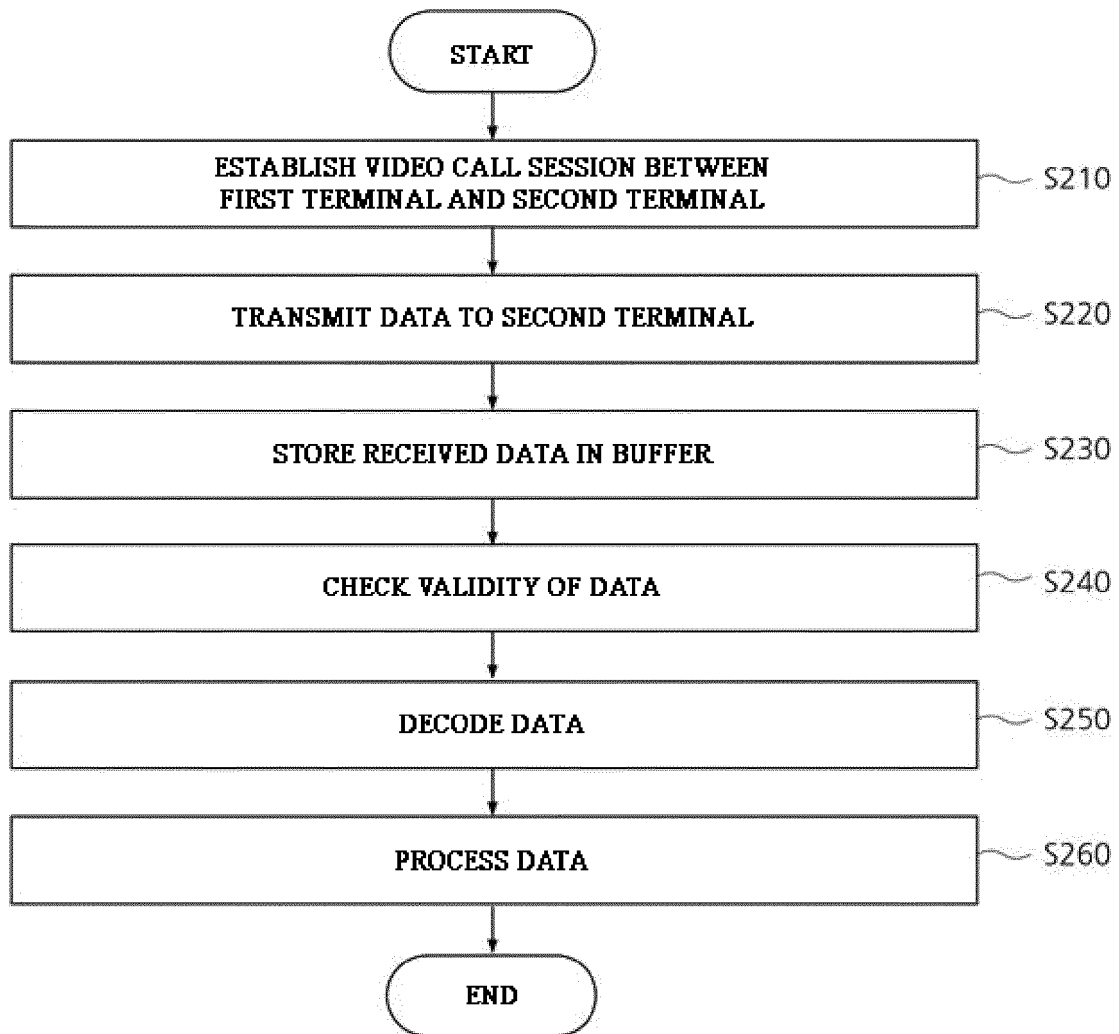 START
ESTABLISH VIDEO CALL SESSION BETWEEN
FIRST TERMINAL AND SECOND TERMINAL
S210
TRANSMIT DATA TO SECOND TERMINAL
S220
STORE RECEIVED DATA IN BUFFER
S230
CHECK VALIDITY OF DATA
S240
DECODE DATA
S250
PROCESS DATA
S260
END